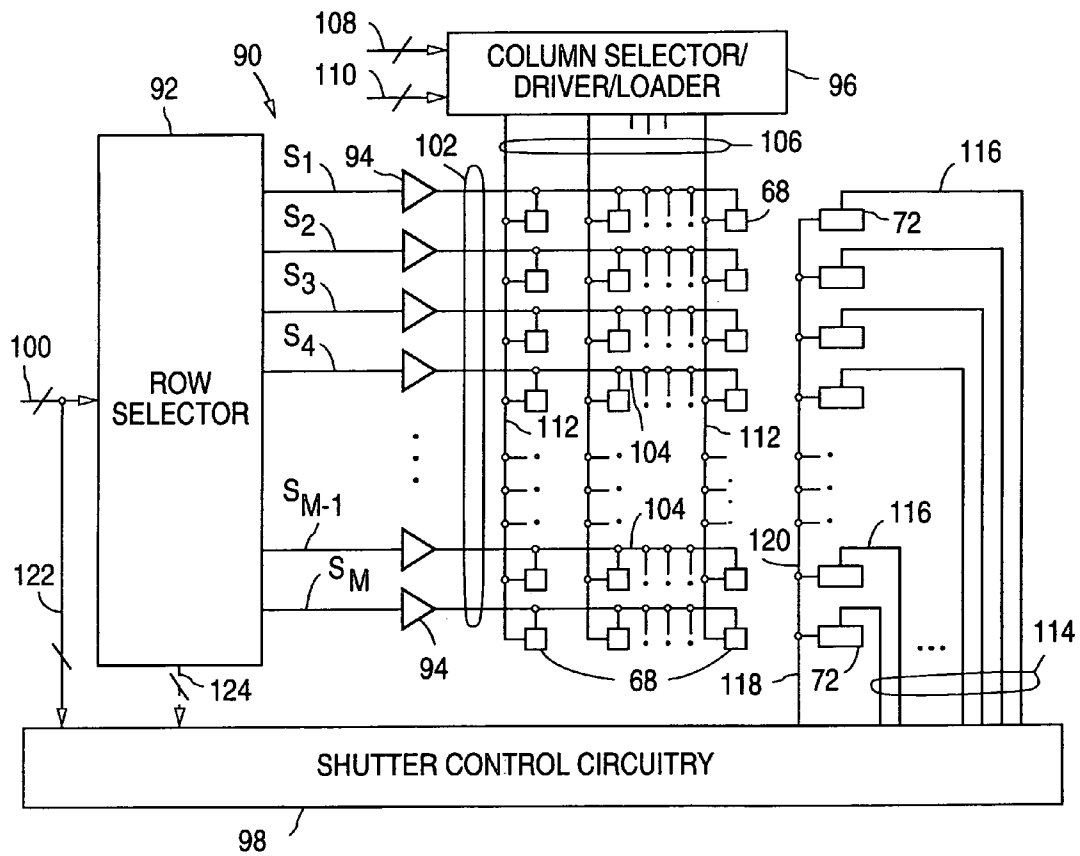 108
110
COLUMN SELECTOR/
DRIVER/LOADER
96
90
92
106
102
94
S1
S2
S3
S4
68
116
72
100
ROW
SELECTOR
112
104
112
SM-1
104
120
116
SM
122
94
68
118
72
114
124
SHUTTER CONTROL CIRCUITRY
98